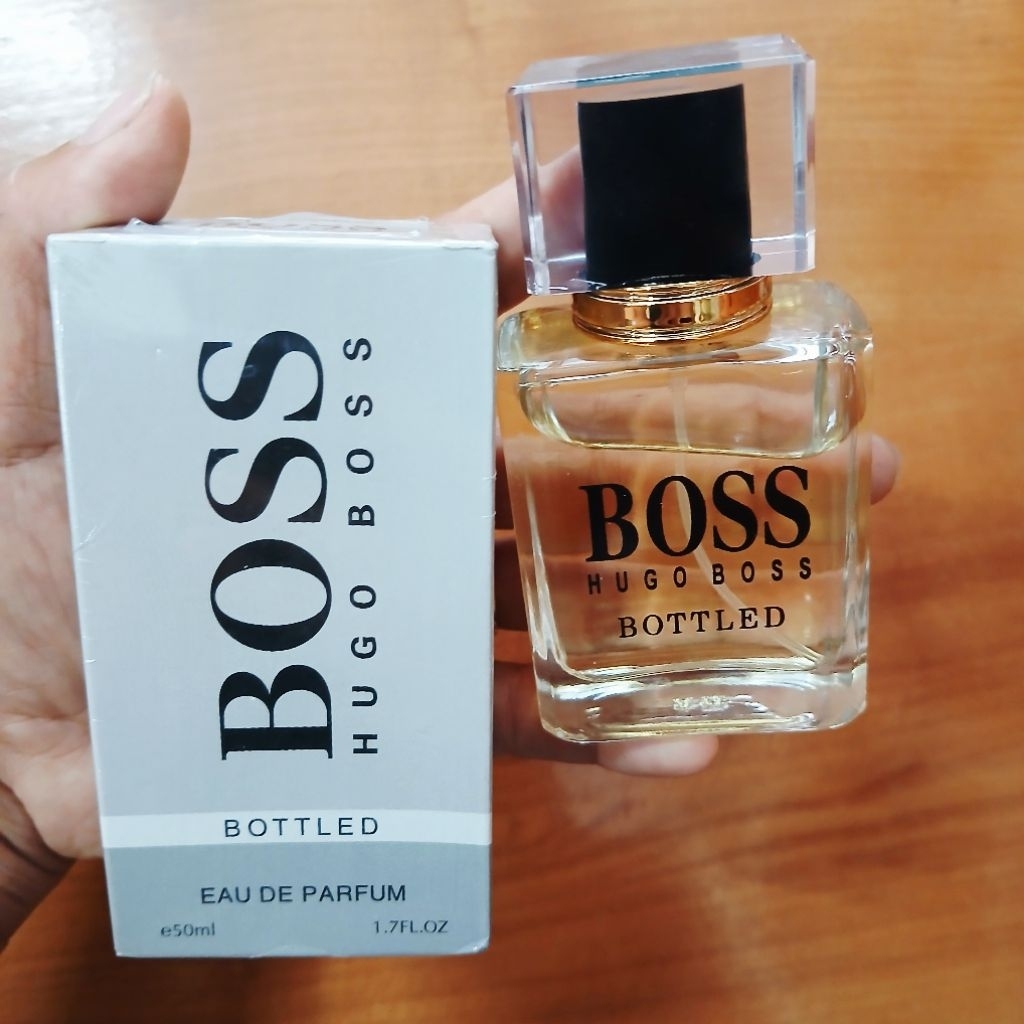 BOSS
HUGO BOSS
BOTTLED
EAU DE PARFUM
e50ml
1.7FL.OZ
BOSS
HUGO BOSS
BOTTLED